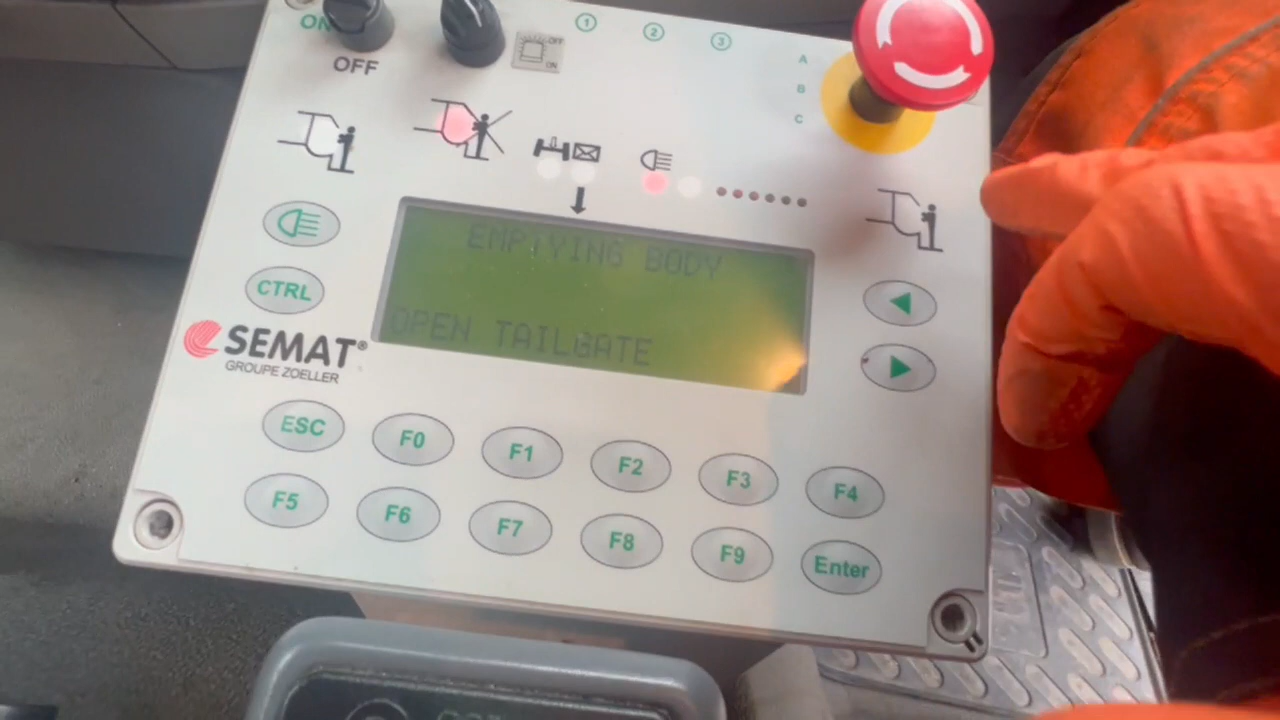 ON
OFF
OFF
ON
1
2
3
A
B
C
EMPTYING BODY
OPEN TAILGATE
CTRL
SEMAT®
GROUPE ZOELLER
ESC
F0
F1
F2
F3
F4
F5
F6
F7
F8
F9
Enter